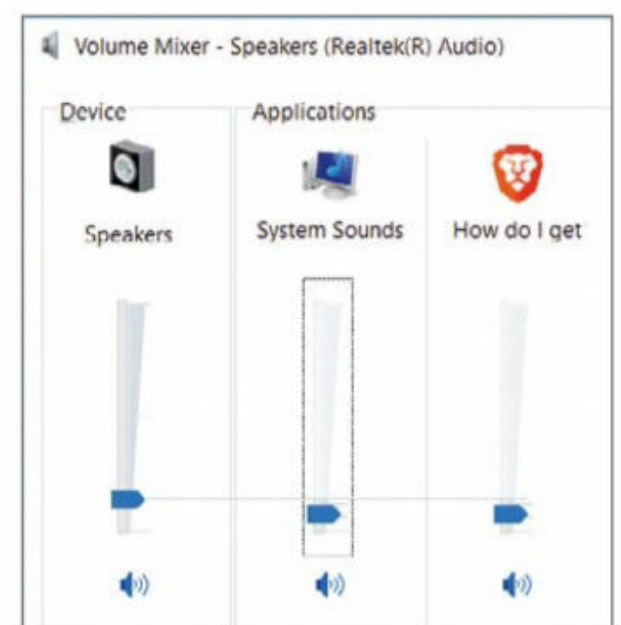 Volume Mixer - Speakers (Realtek(R) Audio)
Device
Applications
Speakers
System Sounds
How do I get